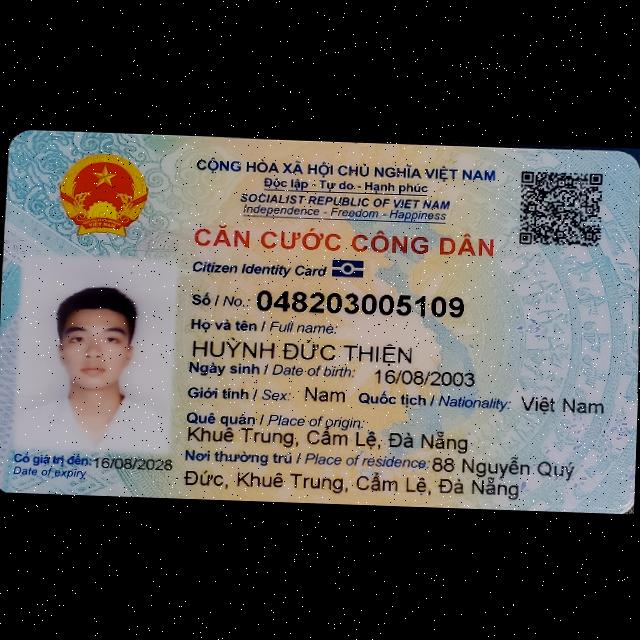 CỘNG HÒA XÃ HỘI CHỦ NGHĨA VIỆT NAM
Độc lập - Tự do - Hạnh phúc
SOCIALIST REPUBLIC OF VIET NAM
Independence - Freedom - Happiness
CĂN CƯỚC CÔNG DÂN
Citizen Identity Card
Số / No.: 048203005109
Họ và tên / Full name:
HUỲNH ĐỨC THIỆN
Ngày sinh / Date of birth: 16/08/2003
Giới tính / Sex: Nam Quốc tịch / Nationality: Việt Nam
Quê quán / Place of origin:
Khuê Trung, Cẩm Lệ, Đà Nẵng
Nơi thường trú / Place of residence: 88 Nguyễn Quý
Đức, Khuê Trung, Cẩm Lệ, Đà Nẵng
Có giá trị đến: 16/08/2028
Date of expiry